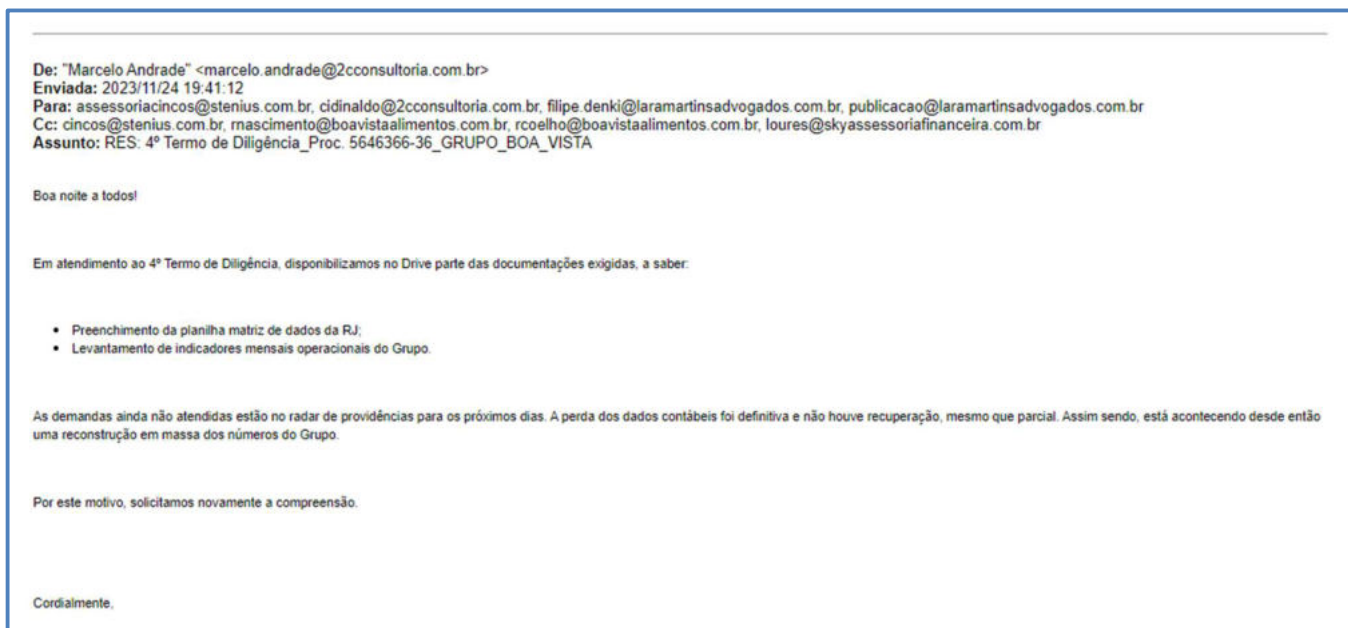 De: "Marcelo Andrade" <marcelo.andrade@2cconsultoria.com.br>
Enviada: 2023/11/24 19:41:12
Para: assessoriacincos@stenius.com.br, cidinaldo@2cconsultoria.com.br, filipe.denki@laramartinsadvogados.com.br, publicacao@laramartinsadvogados.com.br
Cc: cincos@stenius.com.br, rnascimento@boavistaalimentos.com.br, rcoelho@boavistaalimentos.com.br, loures@skyassessoriafinanceira.com.br
Assunto: RES: 4º Termo de Diligência_Proc. 5646366-36_GRUPO_BOA_VISTA
Boa noite a todos!
Em atendimento ao 4º Termo de Diligência, disponibilizamos no Drive parte das documentações exigidas, a saber:
• Preenchimento da planilha matriz de dados da RJ;
• Levantamento de indicadores mensais operacionais do Grupo.
As demandas ainda não atendidas estão no radar de providências para os próximos dias. A perda dos dados contábeis foi definitiva e não houve recuperação, mesmo que parcial. Assim sendo, está acontecendo desde então
uma reconstrução em massa dos números do Grupo.
Por este motivo, solicitamos novamente a compreensão.
Cordialmente,